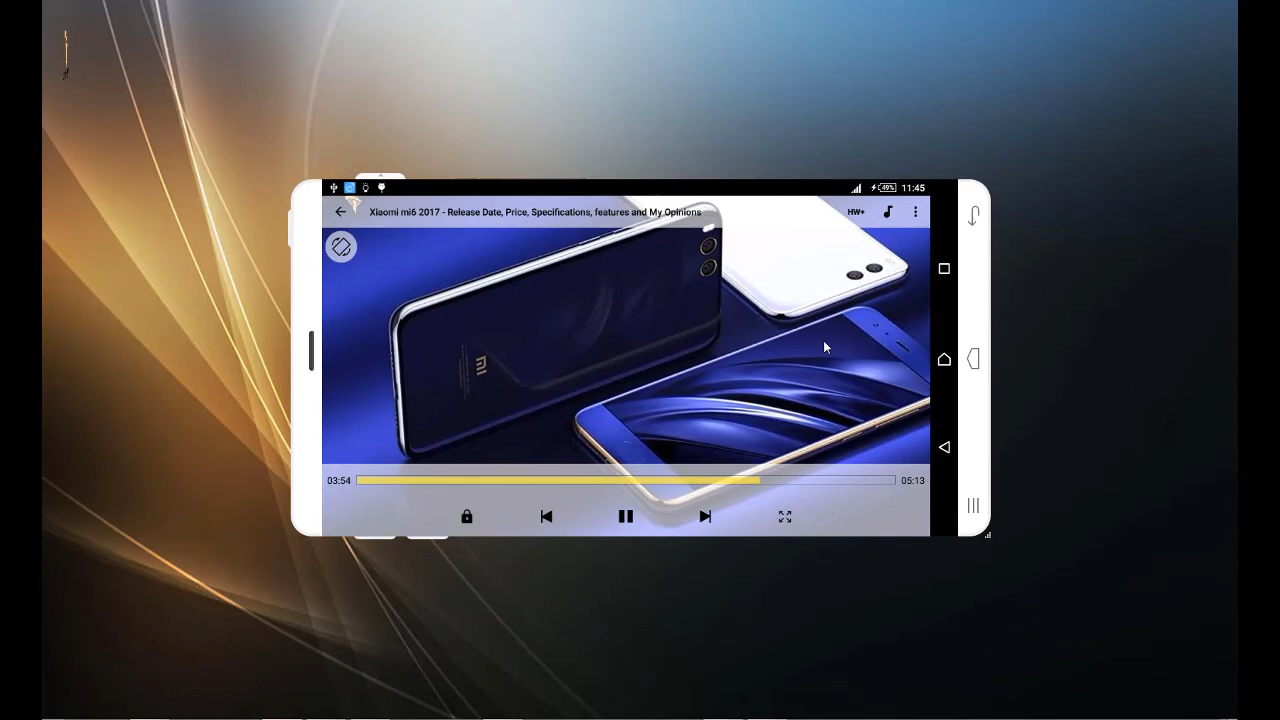 49% 11:45
Xiaomi mi6 2017 - Release Date, Price, Specifications, features and My Opinions
HW+
MI
03:54
05:13